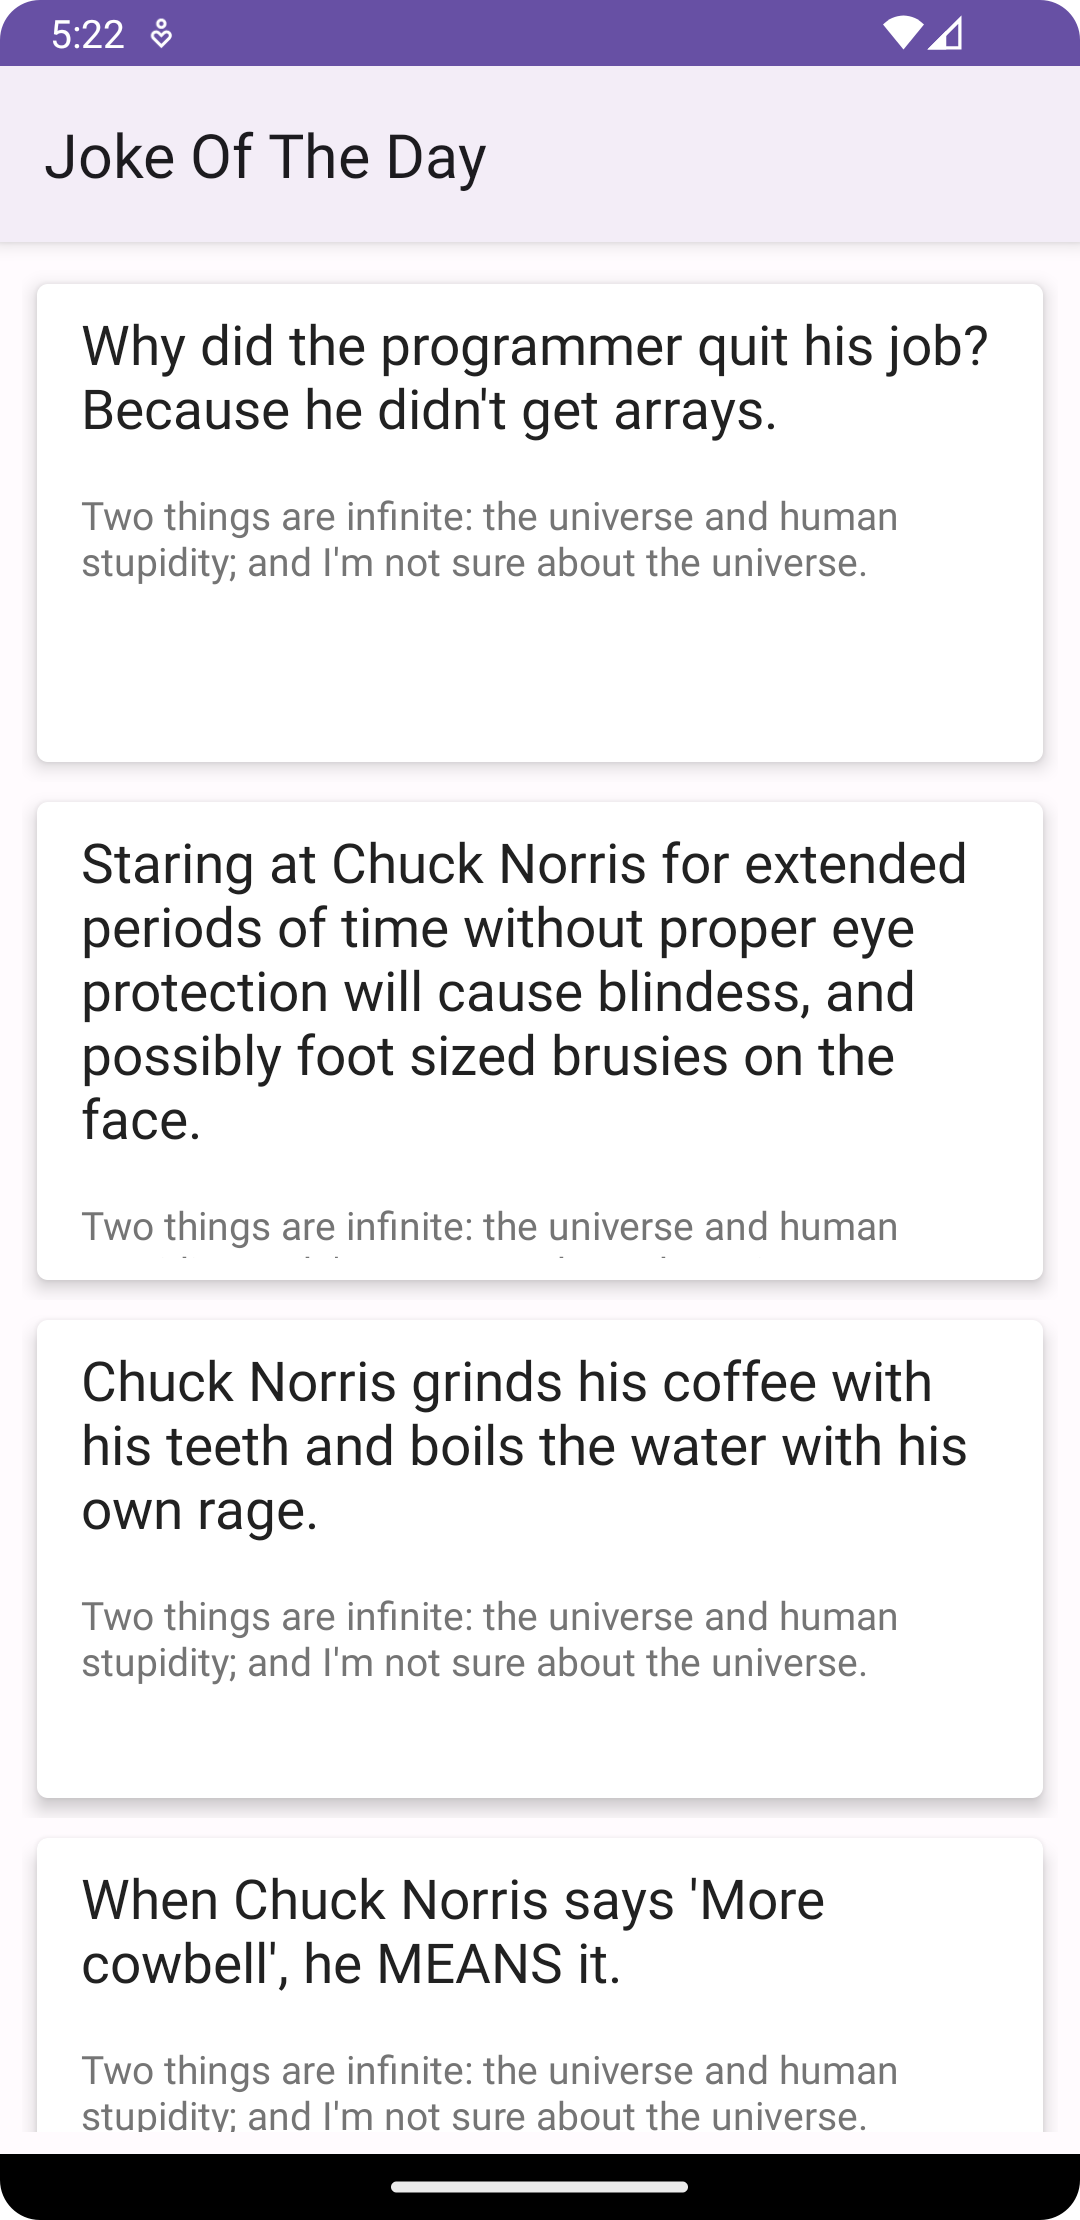 5:22
Joke Of The Day
Why did the programmer quit his job?
Because he didn't get arrays.
Two things are infinite: the universe and human
stupidity; and I'm not sure about the universe.
Staring at Chuck Norris for extended
periods of time without proper eye
protection will cause blindess, and
possibly foot sized brusies on the
face.
Two things are infinite: the universe and human
Chuck Norris grinds his coffee with
his teeth and boils the water with his
own rage.
Two things are infinite: the universe and human
stupidity; and I'm not sure about the universe.
When Chuck Norris says 'More
cowbell', he MEANS it.
Two things are infinite: the universe and human
stupidity; and I'm not sure about the universe.